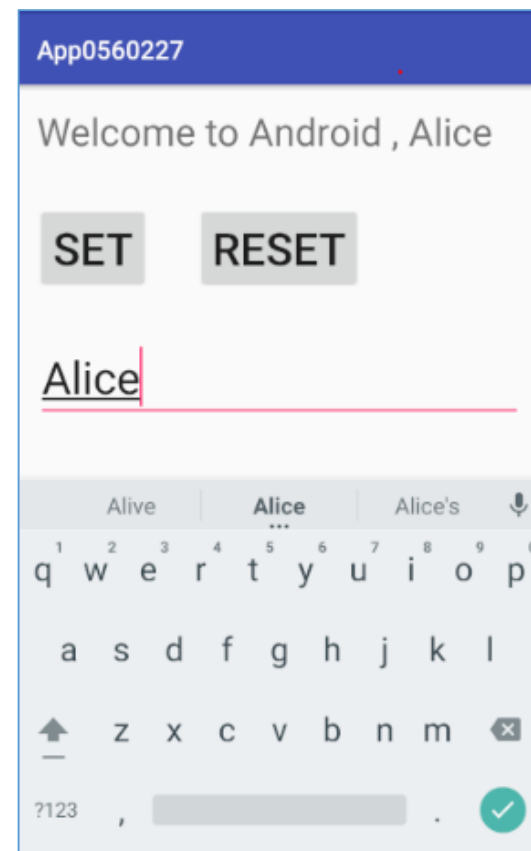 App0560227
Welcome to Android , Alice
SET RESET
Alice
Alive Alice Alice's
1 2 3 4 5 6 7 8 9
q w e r t y u i o p
a s d f g h j k l
z x c v b n m
?123 , .